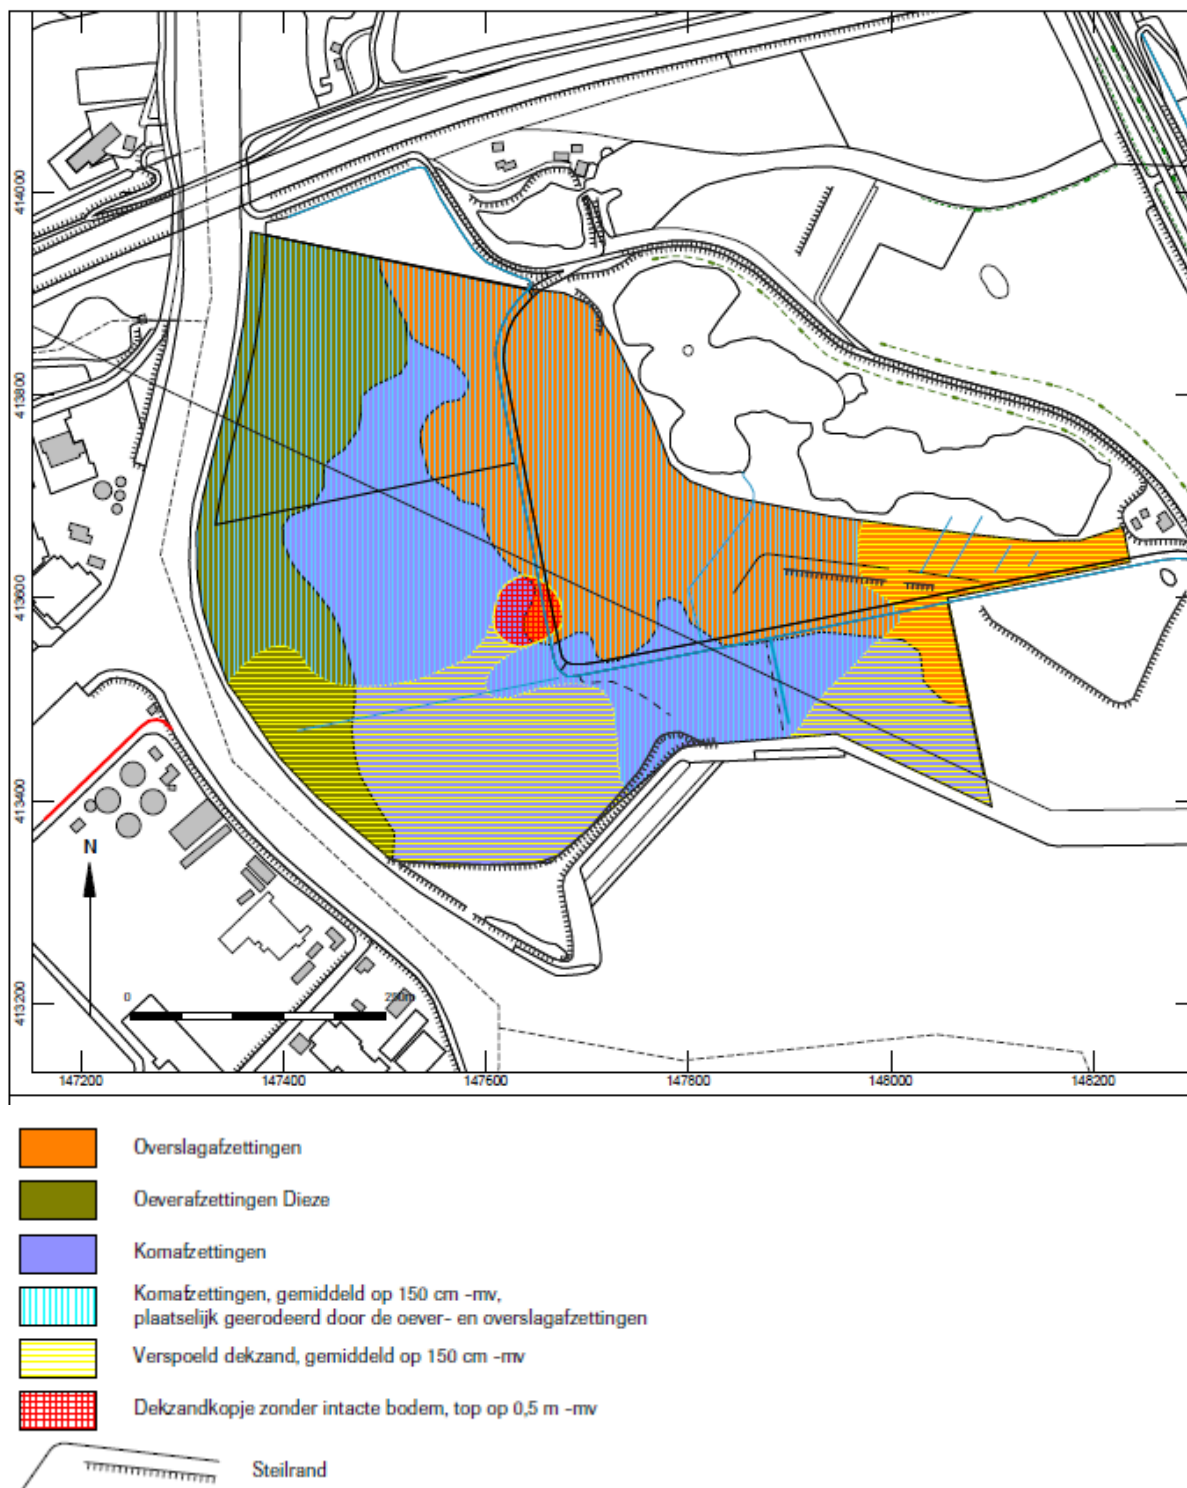 414000
413800
413600
413400
413200
N
0 250m
147200 147400 147600 147800 148000 148200
Overslagafzettingen
Oeverafzettingen Dieze
Komafzettingen
Komafzettingen, gemiddeld op 150 cm -mv,
plaatselijk geerodeerd door de oever- en overslagafzettingen
Verspoeld dekzand, gemiddeld op 150 cm -mv
Dekzandkopje zonder intacte bodem, top op 0,5 m -mv
Steilrand